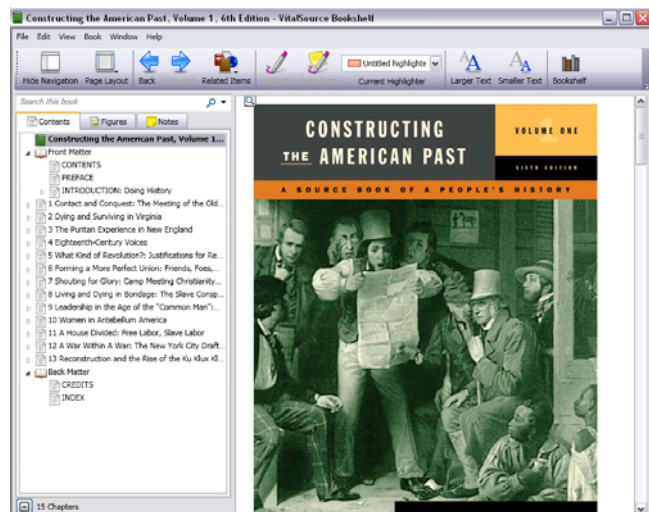 Constructing the American Past, Volume 1, 6th Edition - VitalSource Bookshelf
File Edit View Book Window Help
Hide Navigation Page Layout Back Related Items Current Highlighter Larger Text Smaller Text Bookshelf
Untitled highlighte
Search this book
Contents Figures Notes
Constructing the American Past, Volume 1...
Front Matter
CONTENTS
PREFACE
INTRODUCTION: Doing History
1 Contact and Conquest: The Meeting of the Old...
2 Dying and Surviving in Virginia
3 The Puritan Experience in New England
4 Eighteenth-Century Voices
5 What Kind of Revolution?: Justifications for Re...
6 Forming a More Perfect Union: Friends, Foes,...
7 Shouting for Glory: Camp Meeting Christianity...
8 Living and Dying in Bondage: The Slave Consp...
9 Leadership in the Age of the "Common Man":...
10 Women in Antebellum America
11 A House Divided: Free Labor, Slave Labor
12 A War Within A War: The New York City Draft...
13 Reconstruction and the Rise of the Ku Klux Kl...
Back Matter
CREDITS
INDEX
15 Chapters
CONSTRUCTING
THE AMERICAN PAST
VOLUME ONE
1
SIXTH EDITION
A SOURCE BOOK OF A PEOPLE'S HISTORY